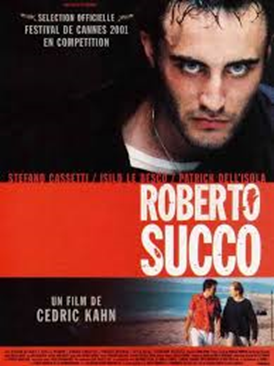 SELECTION OFFICIELLE
FESTIVAL DE CANNES 2001
EN COMPETITION
STEFANO CASSETTI / ISILD LE BESCO / PATRICK DELL'ISOLA
ROBERTO
SUCCO
UN FILM DE
CEDRIC KAHN